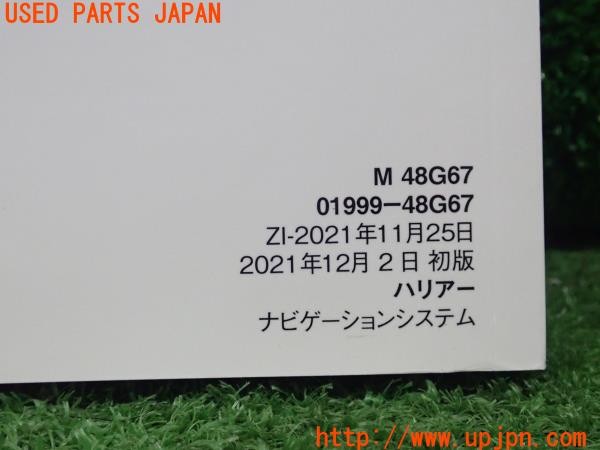 USED PARTS JAPAN
M 48G67
01999-48G67
ZI-2021年11月25日
2021年12月 2日 初版
ハリアー
ナビゲーションシステム
http://www.upjpn.com